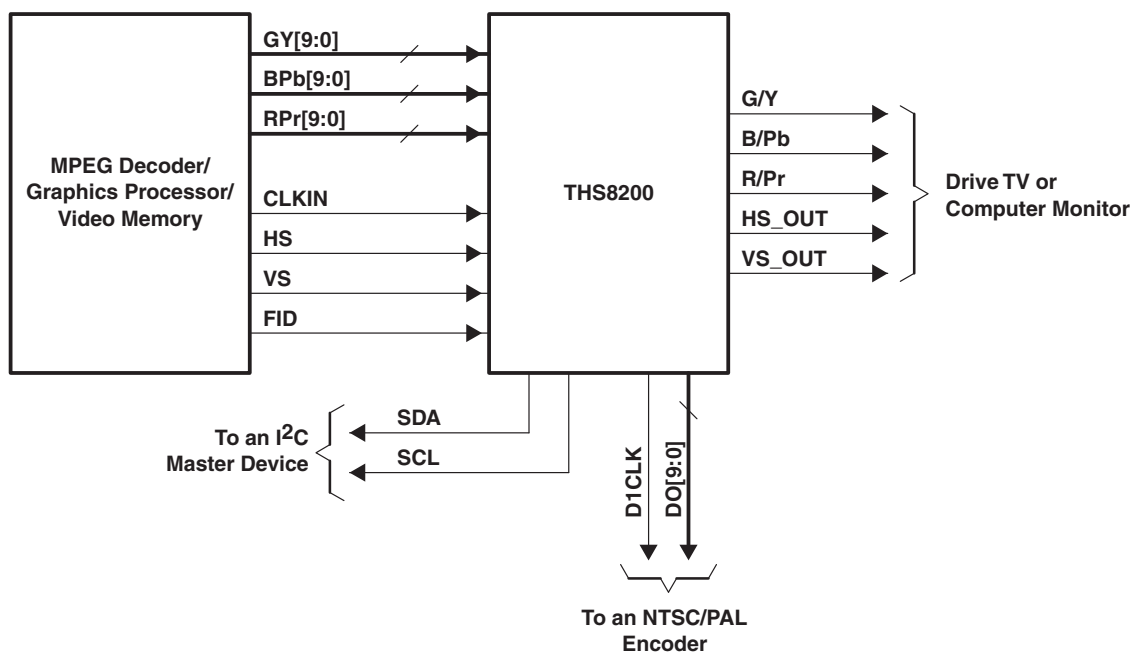 GY[9:0]
BPb[9:0]
RPr[9:0]
MPEG Decoder/
Graphics Processor/
Video Memory
CLKIN
HS
VS
FID
THS8200
G/Y
B/Pb
R/Pr
HS_OUT
VS_OUT
Drive TV or
Computer Monitor
To an I2C
Master Device
SDA
SCL
D1CLK
DO[9:0]
To an NTSC/PAL
Encoder